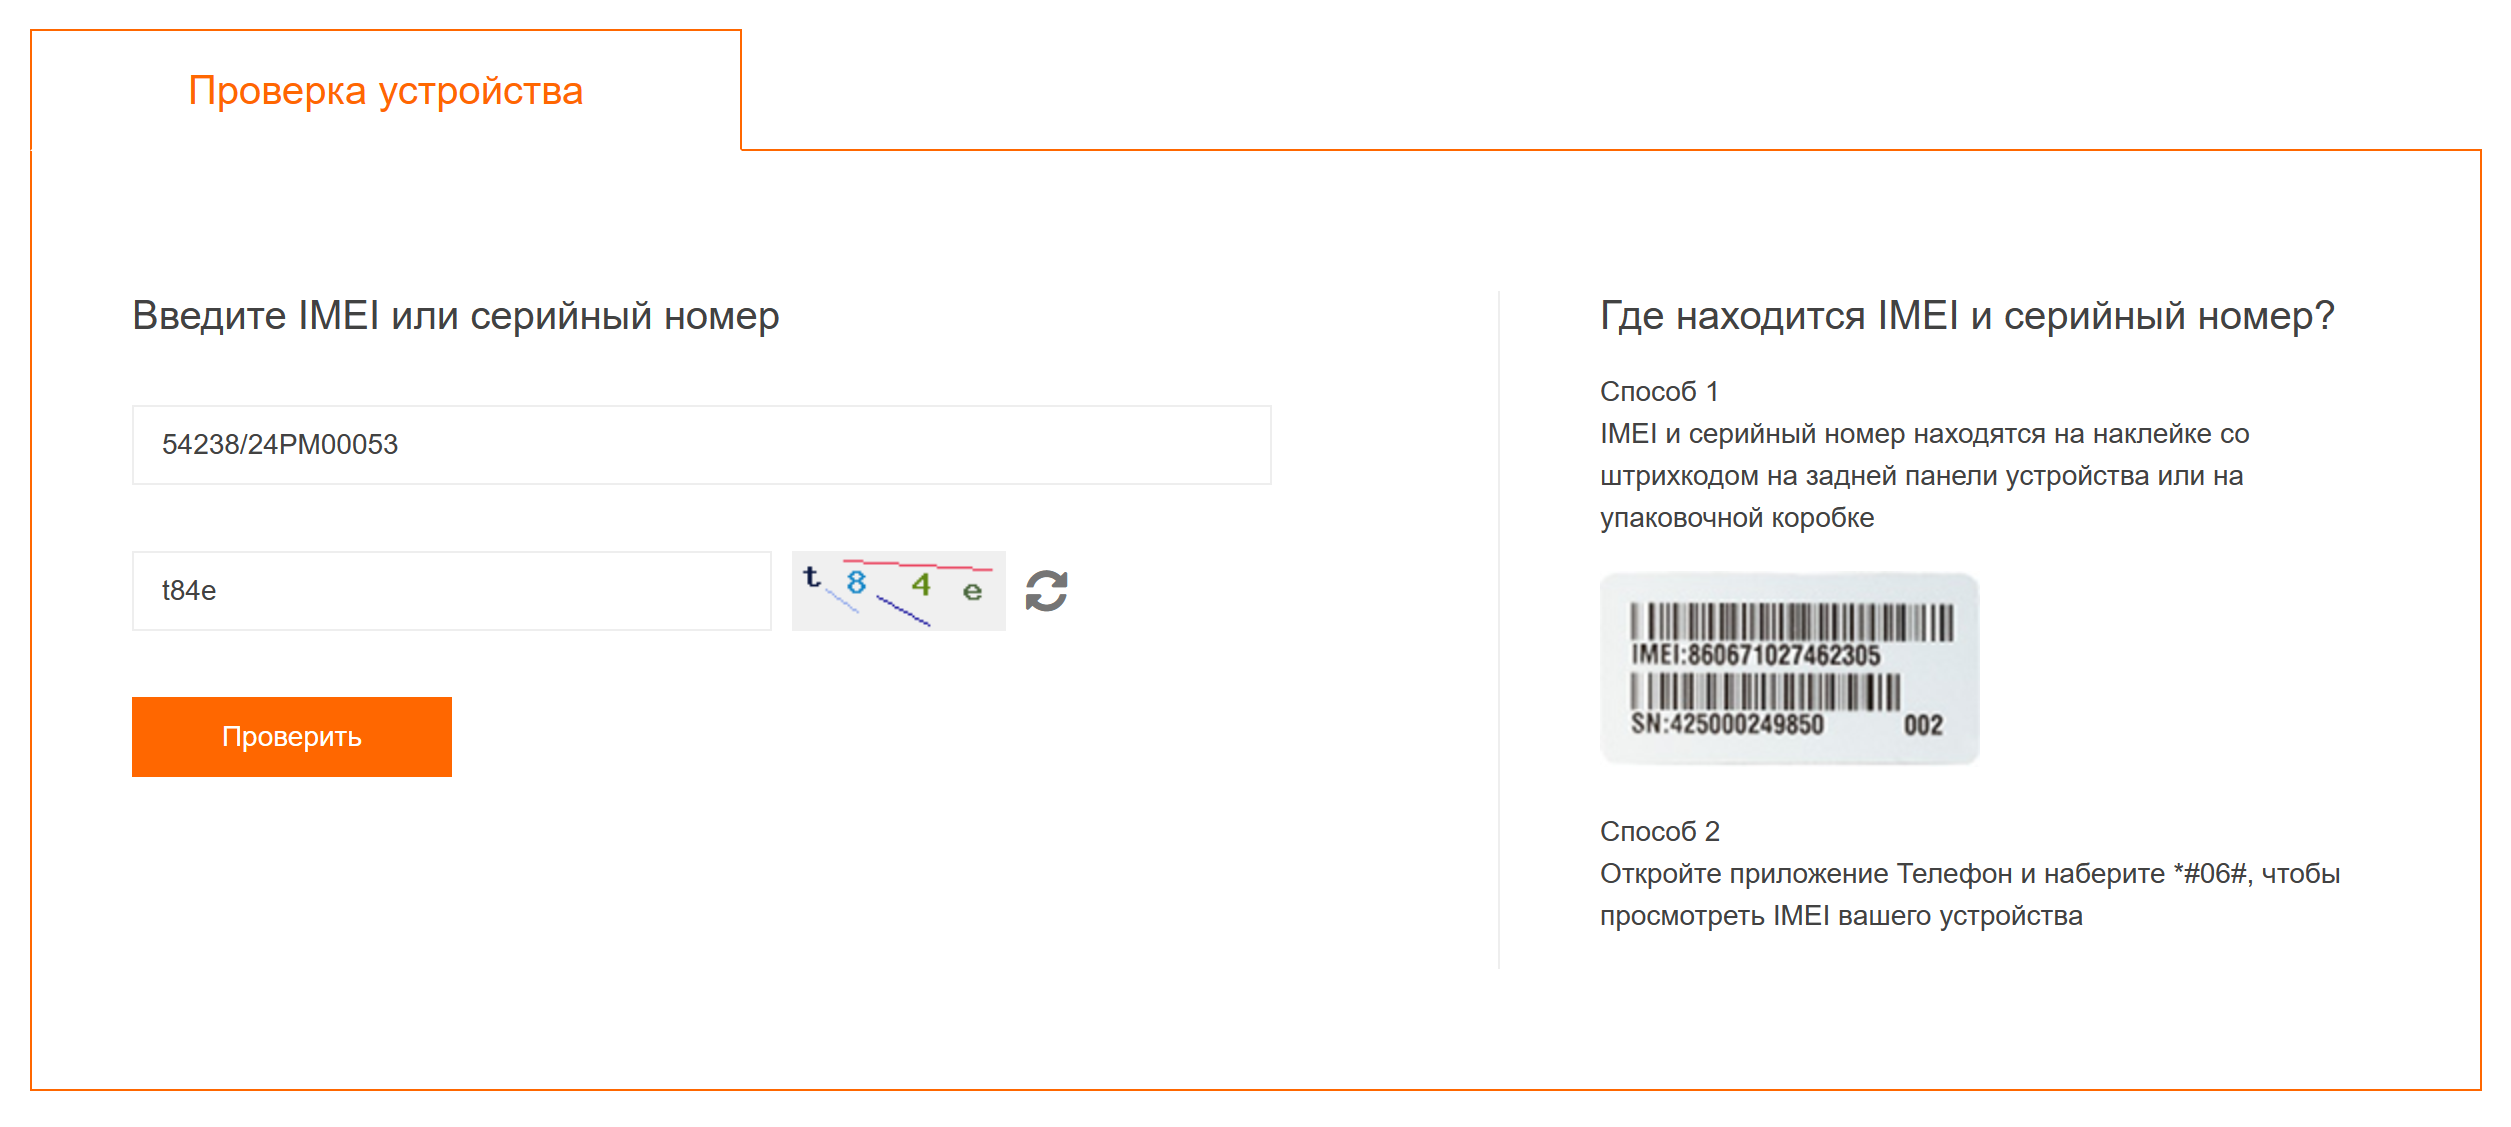 Проверка устройства
Введите IMEI или серийный номер
54238/24PM00053
t84e
t84e
Проверить
Где находится IMEI и серийный номер?
Способ 1
IMEI и серийный номер находятся на наклейке со
штрихкодом на задней панели устройства или на
упаковочной коробке
IMEI:860671027462305
SN:425000249850 002
Способ 2
Откройте приложение Телефон и наберите *#06#, чтобы
просмотреть IMEI вашего устройства